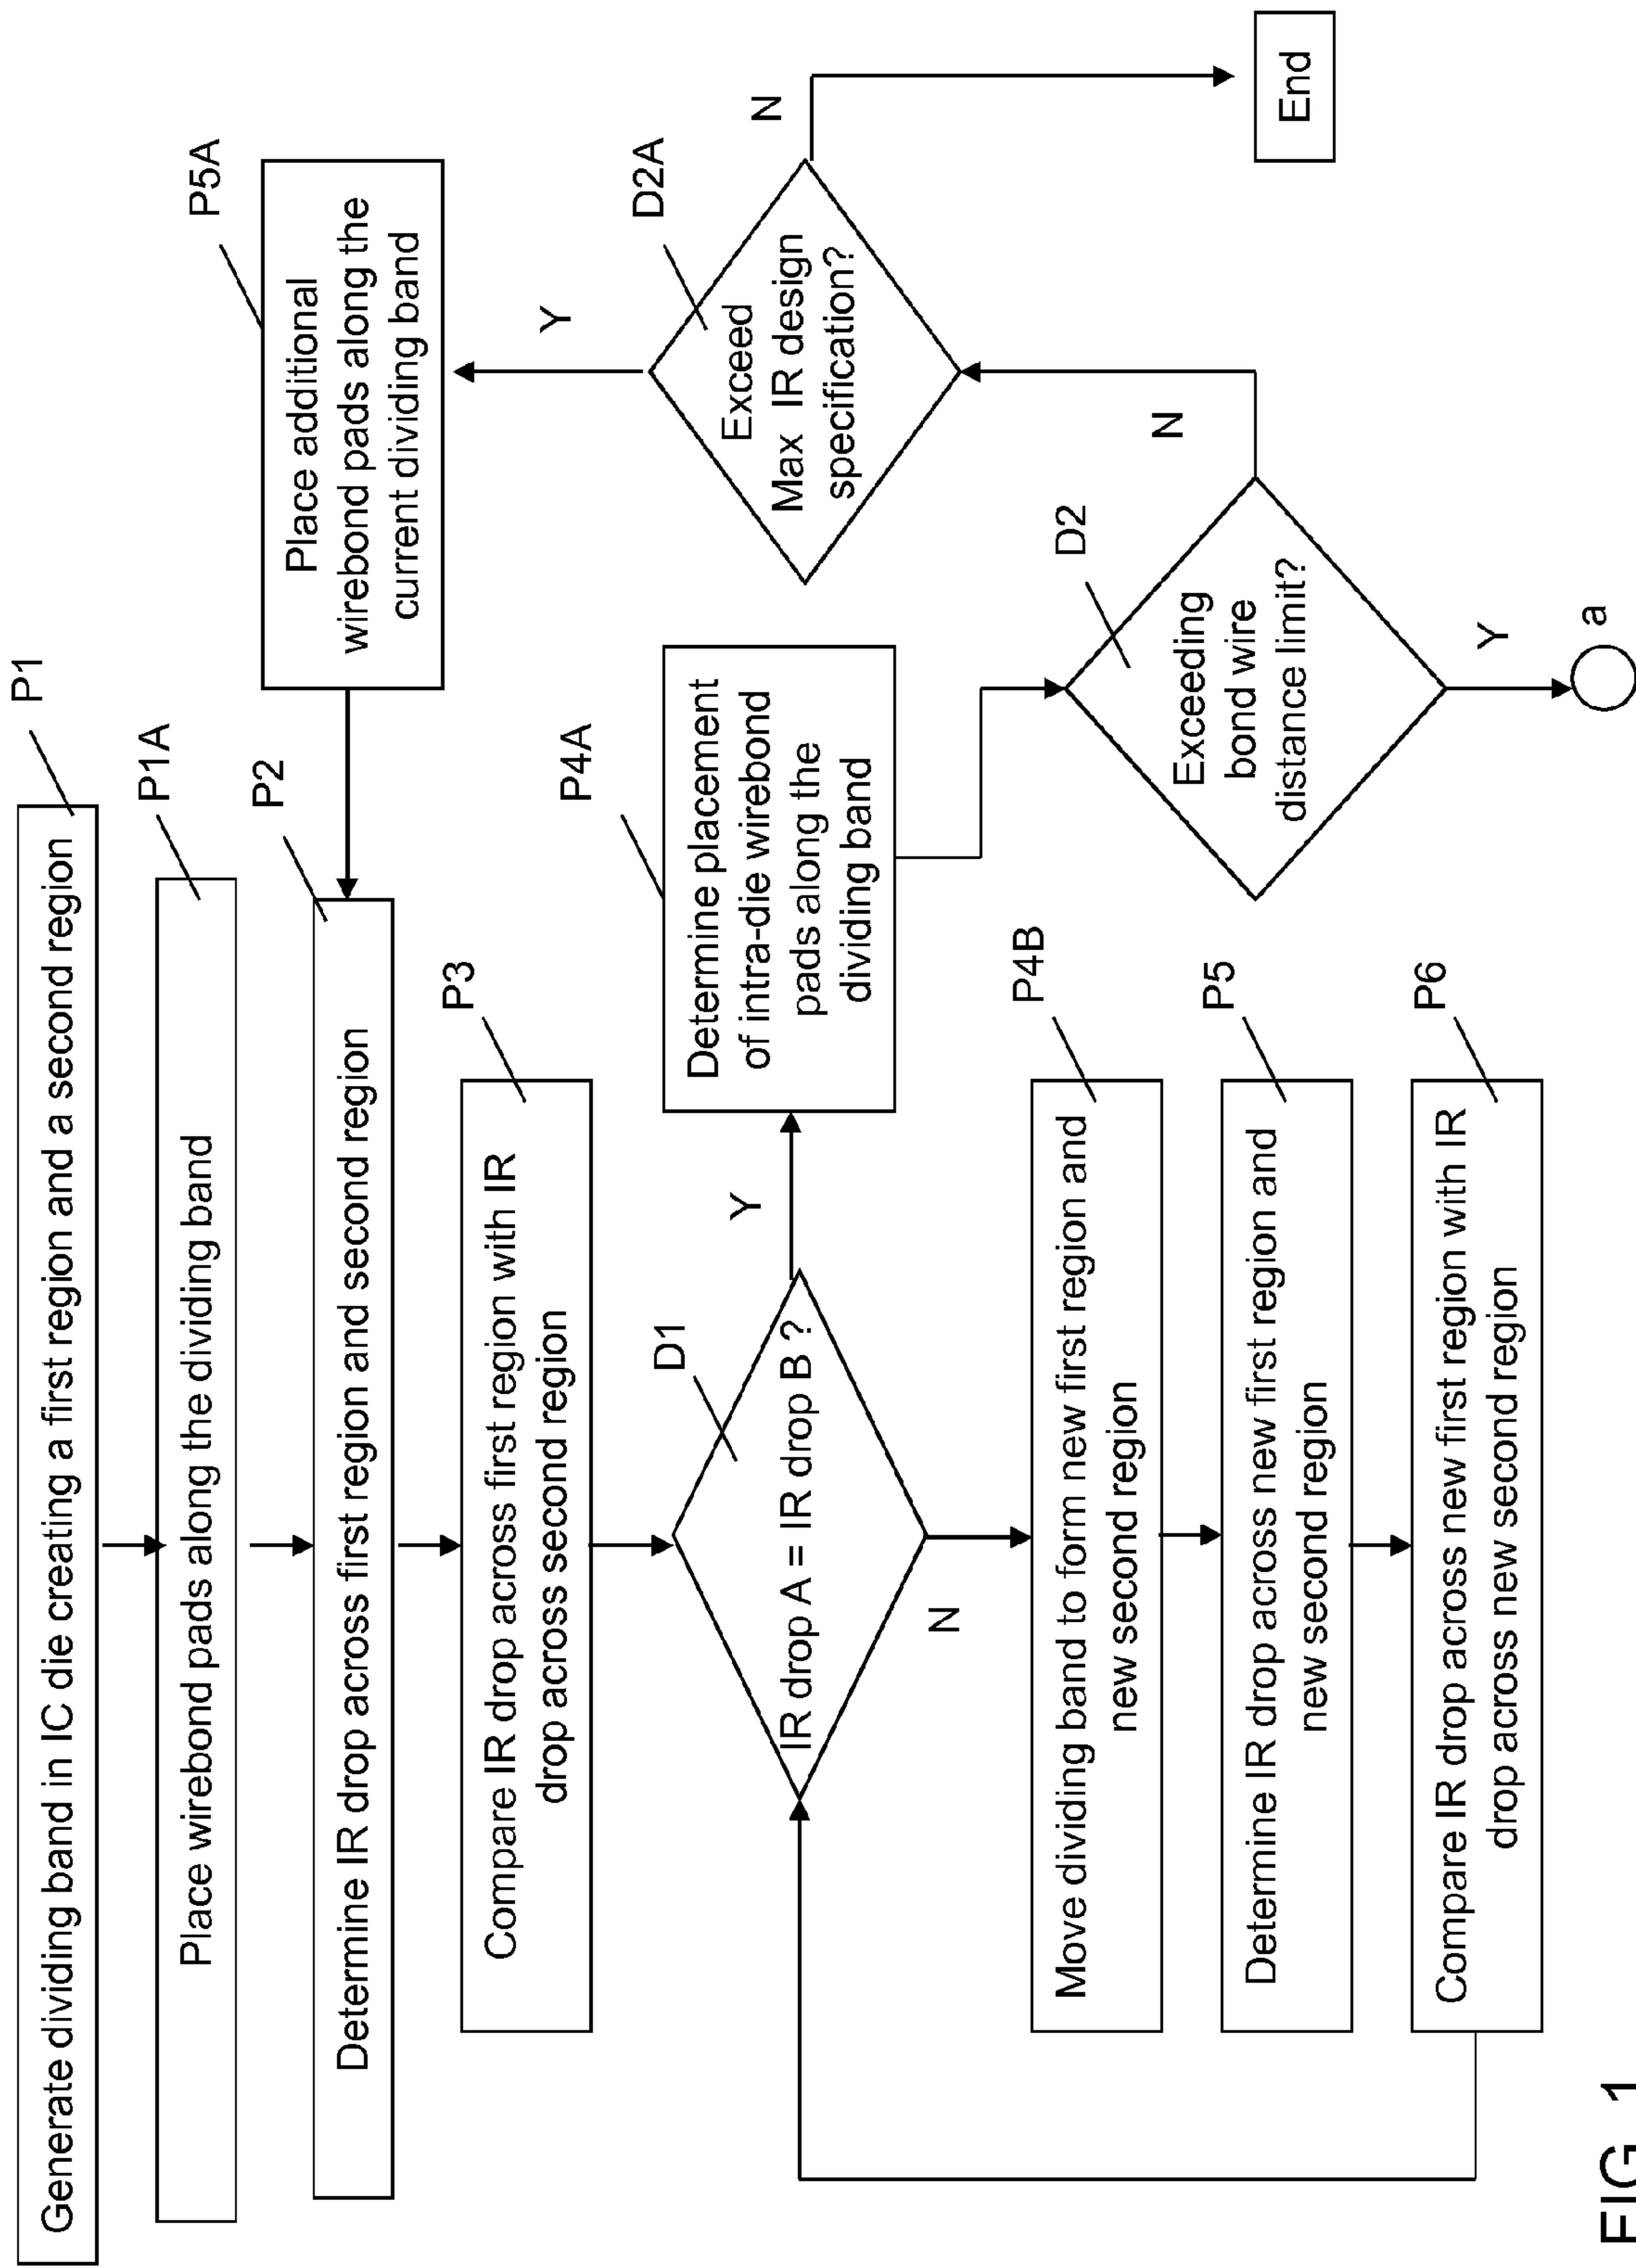 Generate dividing band in IC die creating a first region and a second region
P1
Place wirebond pads along the dividing band
P1A
Determine IR drop across first region and second region
P2
Compare IR drop across first region with IR
drop across second region
P3
IR drop A = IR drop B ?
D1
Y
N
Determine placement
of intra-die wirebond
pads along the
dividing band
P4A
Move dividing band to form new first region and
new second region
P4B
Determine IR drop across new first region and
new second region
P5
Compare IR drop across new first region with IR
drop across new second region
P6
Exceeding
bond wire
distance limit?
D2
Y
a
N
Exceed
Max IR design
specification?
D2A
Y
N
Place additional
wirebond pads along the
current dividing band
P5A
End
FIG. 1